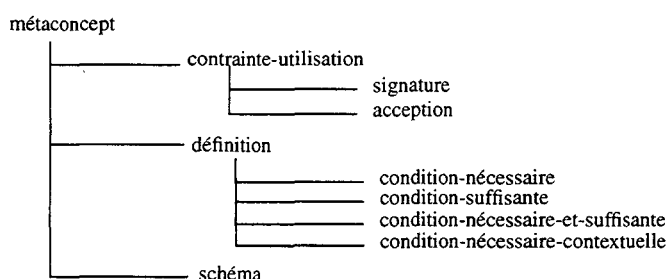 métaconcept
contrainte-utilisation
signature
acception
définition
condition-nécessaire
condition-suffisante
condition-nécessaire-et-suffisante
condition-nécessaire-contextuelle
schéma